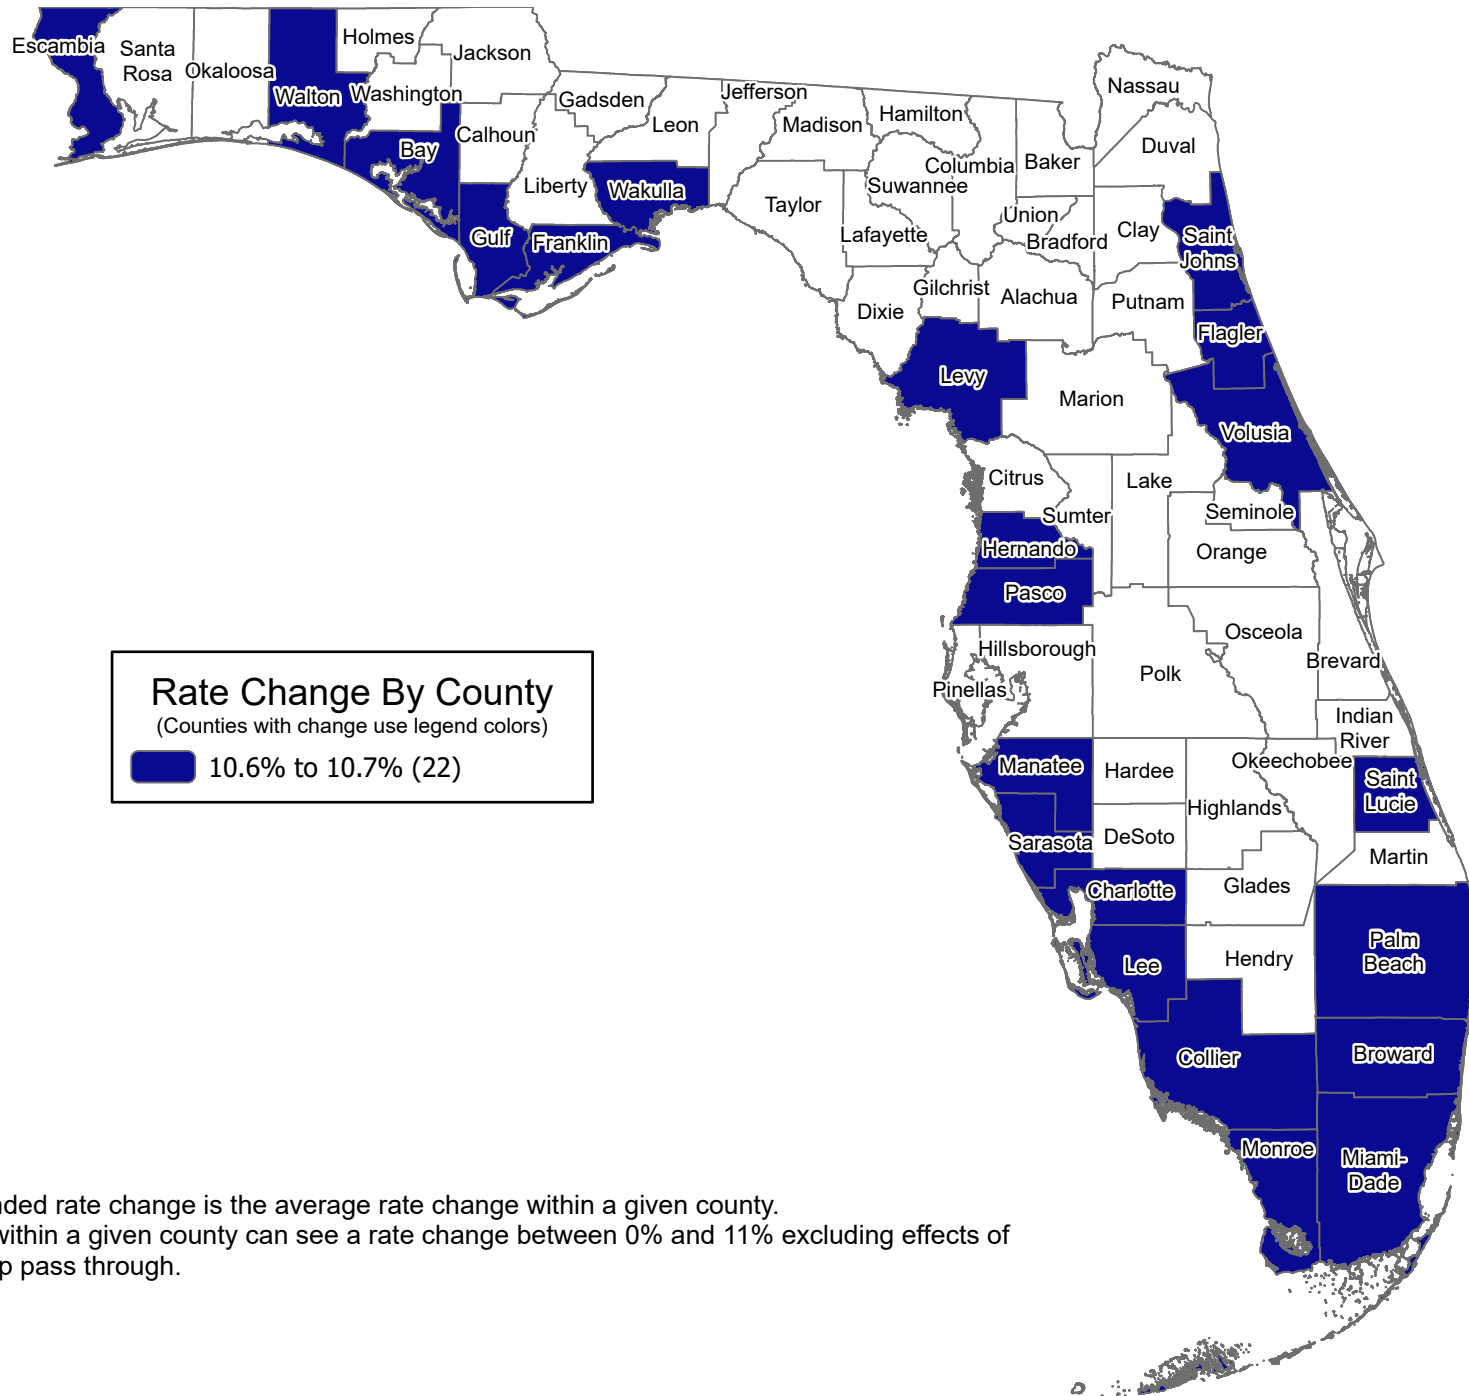 Escambia
Santa
Rosa
Okaloosa
Walton
Holmes
Washington
Jackson
Bay
Calhoun
Gulf
Liberty
Gadsden
Franklin
Leon
Wakulla
Jefferson
Madison
Taylor
Hamilton
Suwannee
Lafayette
Columbia
Baker
Nassau
Duval
Union
Bradford
Clay
Saint
Johns
Dixie
Gilchrist
Alachua
Putnam
Flagler
Levy
Marion
Volusia
Citrus
Sumter
Lake
Seminole
Orange
Hernando
Pasco
Hillsborough
Pinellas
Polk
Osceola
Brevard
Indian
River
Okeechobee
Saint
Lucie
Manatee
Hardee
Highlands
Sarasota
DeSoto
Martin
Charlotte
Glades
Lee
Hendry
Palm
Beach
Collier
Broward
Monroe
Miami-
Dade
Rate Change By County
(Counties with change use legend colors)
10.6% to 10.7% (22)
nded rate change is the average rate change within a given county.
within a given county can see a rate change between 0% and 11% excluding effects of
p pass through.